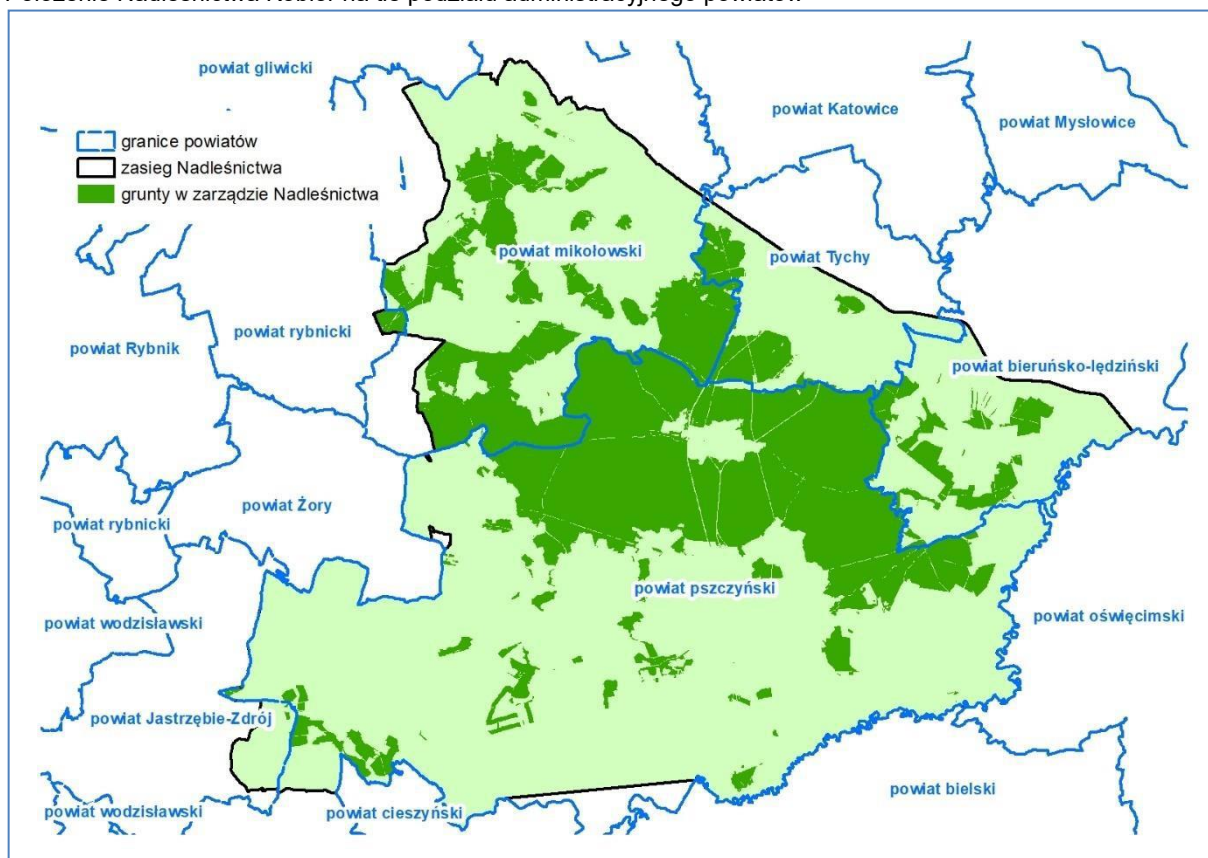 Położenie Nadleśnictwa Kobiór na tle podziału administracyjnego powiatów
powiat gliwicki
powiat Katowice
powiat Mysłowice
granice powiatów
zasięg Nadleśnictwa
grunty w zarządzie Nadleśnictwa
powiat mikołowski
powiat Tychy
powiat rybnicki
powiat Rybnik
powiat bieruńsko-lędziński
powiat Żory
powiat rybnicki
powiat pszczyński
powiat oświęcimski
powiat wodzisławski
powiat Jastrzębie-Zdrój
powiat bielski
powiat wodzisławski
powiat cieszyński